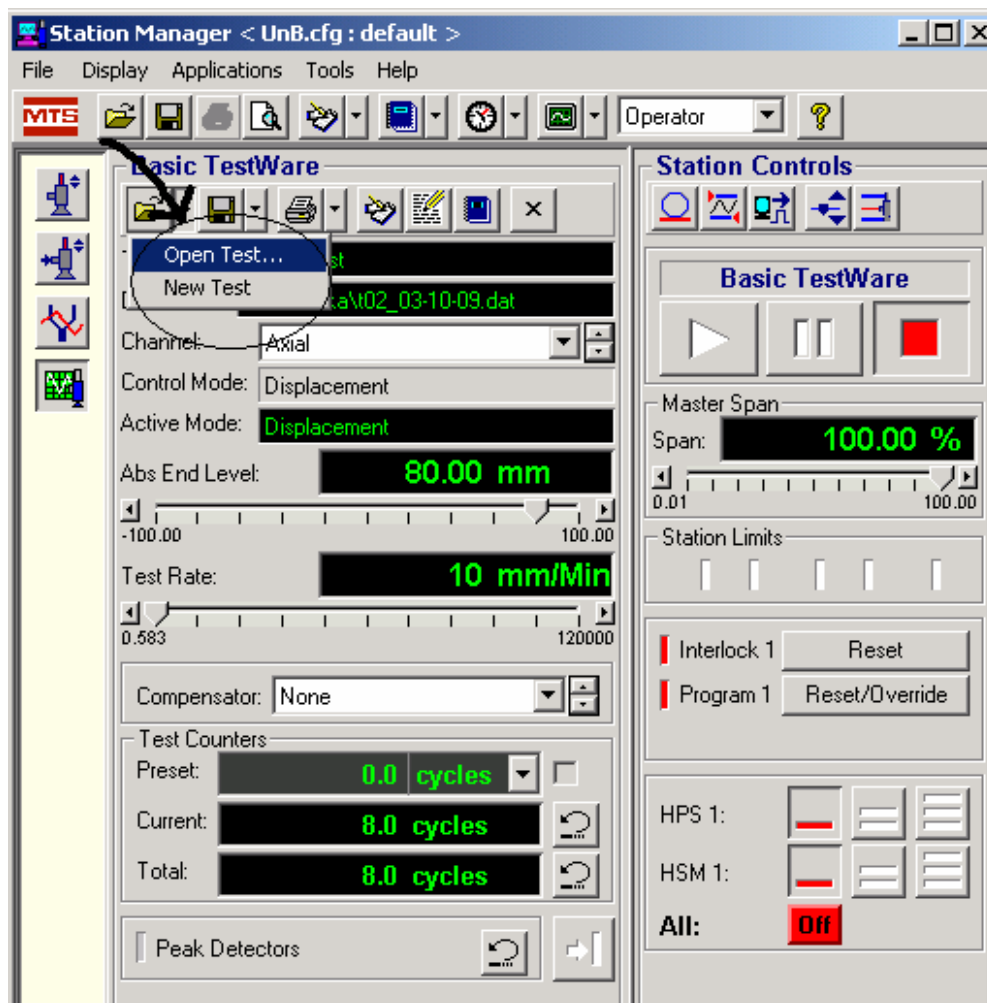 Station Manager < UnB.cfg : default >
File Display Applications Tools Help
MTS
Operator
Basic TestWare
Open Test...
New Test
a\t02_03-10-09.dat
Channel: Axial
Control Mode: Displacement
Active Mode: Displacement
Abs End Level: 80.00 mm
-100.00 100.00
Test Rate: 10 mm/Min
0.583 120000
Compensator: None
Test Counters
Preset: 0.0 cycles
Current: 8.0 cycles
Total: 8.0 cycles
Peak Detectors
Station Controls
Basic TestWare
Master Span
Span: 100.00 %
0.01 100.00
Station Limits
Interlock 1 Reset
Program 1 Reset/Override
HPS 1:
HSM 1:
All: Off